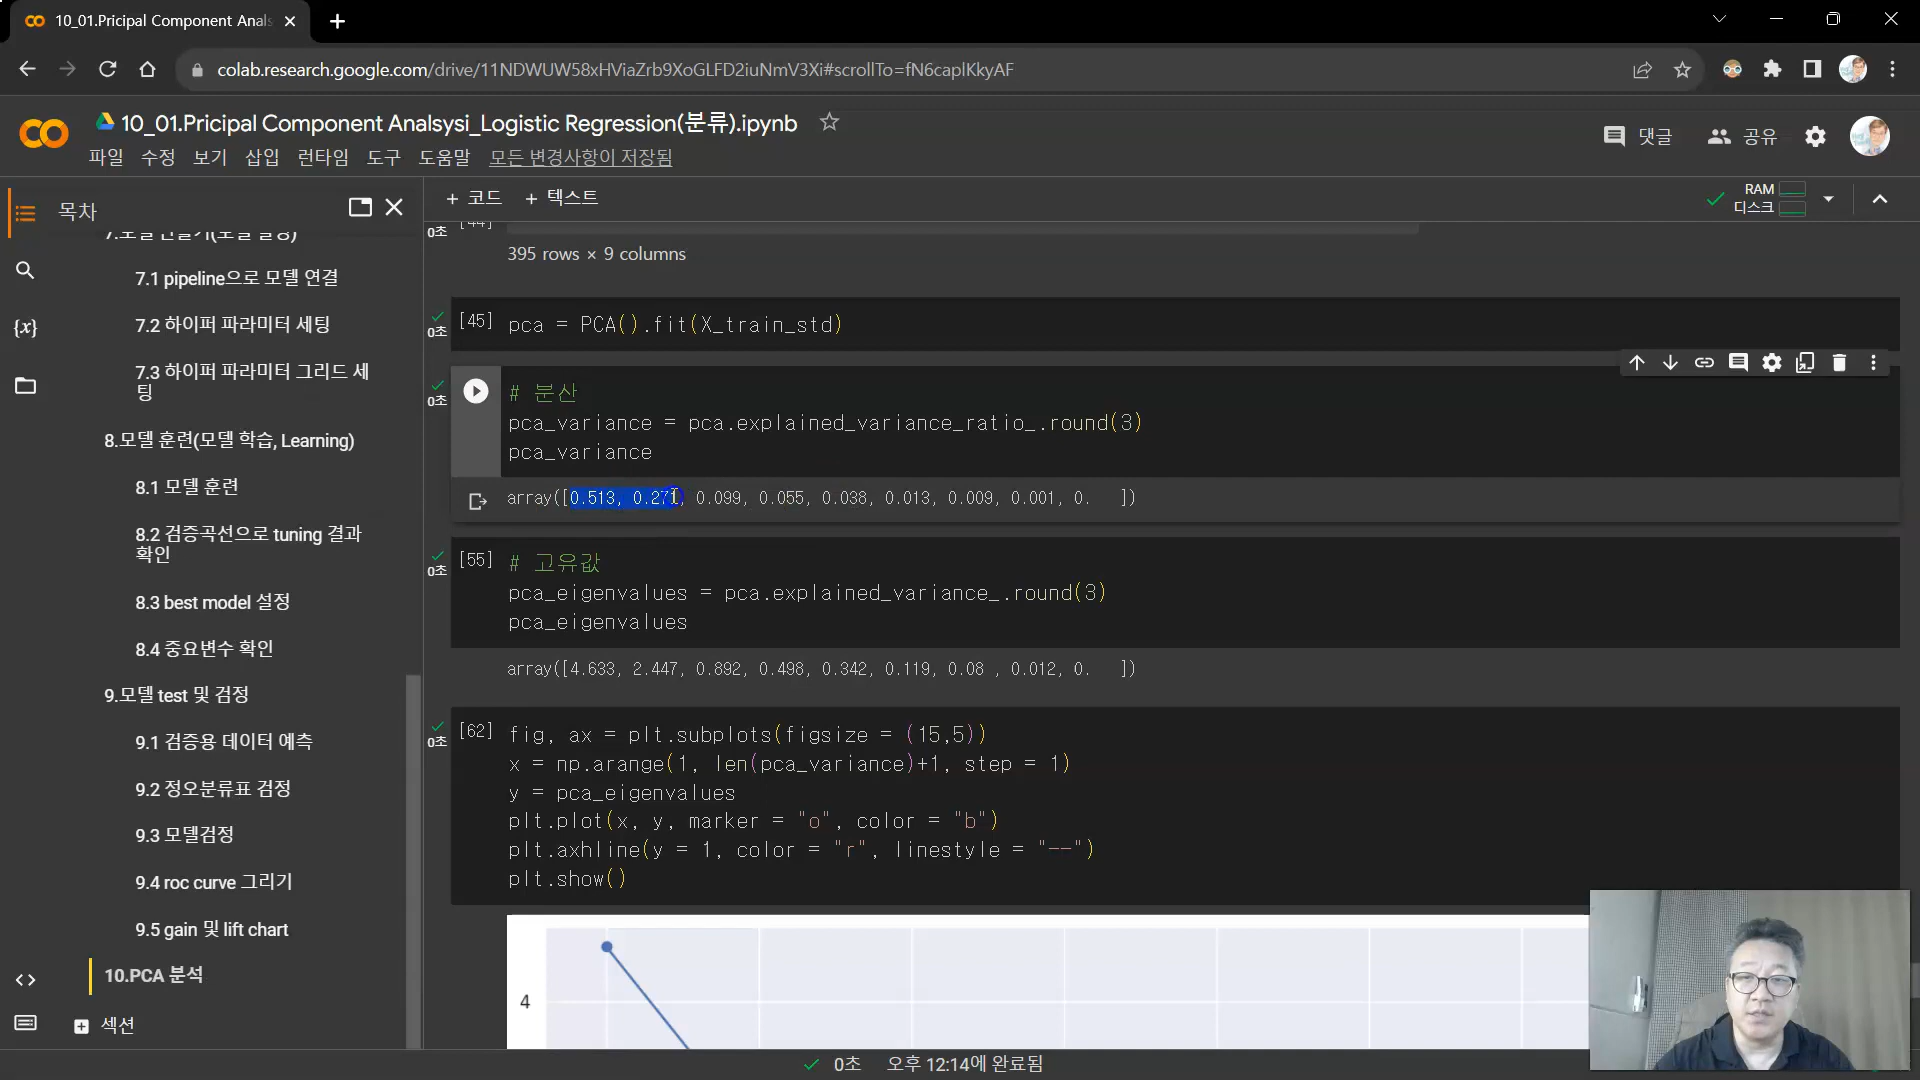 10_01.Pricipal Component Anals
colab.research.google.com/drive/11NDWUW58xHViaZrb9XoGLFD2iuNmV3Xi#scrollTo=fN6caplKkyAF
10_01.Pricipal Component Analsysi_Logistic Regression(분류).ipynb
댓글
공유
파일 수정 보기 삽입 런타임 도구 도움말 모든 변경사항이 저장됨
목차
+ 코드 + 텍스트
RAM
디스크
7.1 pipeline으로 모델 연결
7.2 하이퍼 파라미터 세팅
7.3 하이퍼 파라미터 그리드 세
팅
8.모델 훈련(모델 학습, Learning)
8.1 모델 훈련
8.2 검증곡선으로 tuning 결과
확인
8.3 best model 설정
8.4 중요변수 확인
9.모델 test 및 검정
9.1 검증용 데이터 예측
9.2 정오분류표 검정
9.3 모델검정
9.4 roc curve 그리기
9.5 gain 및 lift chart
10.PCA 분석
섹션
0초 [44]
395 rows × 9 columns
0초 [45] pca = PCA().fit(X_train_std)
0초 # 분산
pca_variance = pca.explained_variance_ratio_.round(3)
pca_variance
array([0.513, 0.271, 0.099, 0.055, 0.038, 0.013, 0.009, 0.001, 0. ])
0초 [55] # 고유값
pca_eigenvalues = pca.explained_variance_.round(3)
pca_eigenvalues
array([4.633, 2.447, 0.892, 0.498, 0.342, 0.119, 0.08 , 0.012, 0. ])
0초 [62] fig, ax = plt.subplots(figsize = (15,5))
x = np.arange(1, len(pca_variance)+1, step = 1)
y = pca_eigenvalues
plt.plot(x, y, marker = "o", color = "b")
plt.axhline(y = 1, color = "r", linestyle = "--")
plt.show()
4
0초 오후 12:14에 완료됨